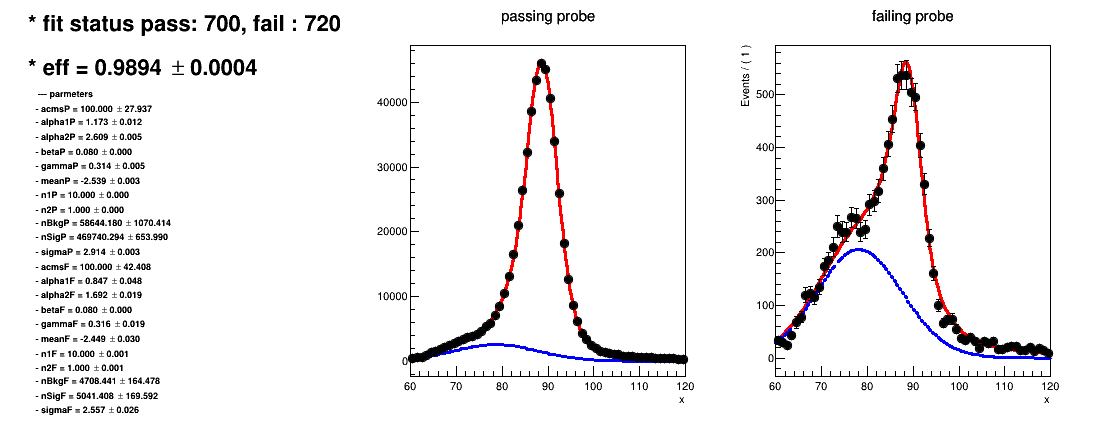 * fit status pass: 700, fail : 720
* eff = 0.9894 ± 0.0004
--- parmeters
- acmsP = 100.000 ± 27.937
- alpha1P = 1.173 ± 0.012
- alpha2P = 2.609 ± 0.005
- betaP = 0.080 ± 0.000
- gammaP = 0.314 ± 0.005
- meanP = -2.539 ± 0.003
- n1P = 10.000 ± 0.000
- n2P = 1.000 ± 0.000
- nBkgP = 58644.180 ± 1070.414
- nSigP = 469740.294 ± 653.990
- sigmaP = 2.914 ± 0.003
- acmsF = 100.000 ± 42.408
- alpha1F = 0.847 ± 0.048
- alpha2F = 1.692 ± 0.019
- betaF = 0.080 ± 0.000
- gammaF = 0.316 ± 0.019
- meanF = -2.449 ± 0.030
- n1F = 10.000 ± 0.001
- n2F = 1.000 ± 0.001
- nBkgF = 4708.441 ± 164.478
- nSigF = 5041.408 ± 169.592
- sigmaF = 2.557 ± 0.026
passing probe
40000
30000
20000
10000
0
60 70 80 90 100 110 120
x
failing probe
Events / ( 1 )
500
400
300
200
100
0
60 70 80 90 100 110 120
x